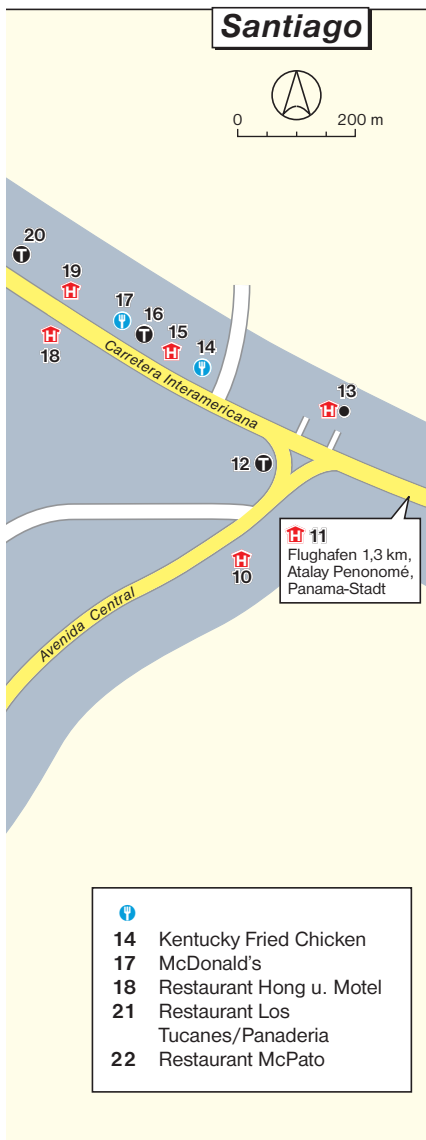 Santiago
0 200 m
20
19
17
16
15
14
18
Carretera Interamericana
13
12
11
Flughafen 1,3 km,
Atalay Penonomé,
Panama-Stadt
10
Avenida Central
14 Kentucky Fried Chicken
17 McDonald's
18 Restaurant Hong u. Motel
21 Restaurant Los
Tucanes/Panaderia
22 Restaurant McPato